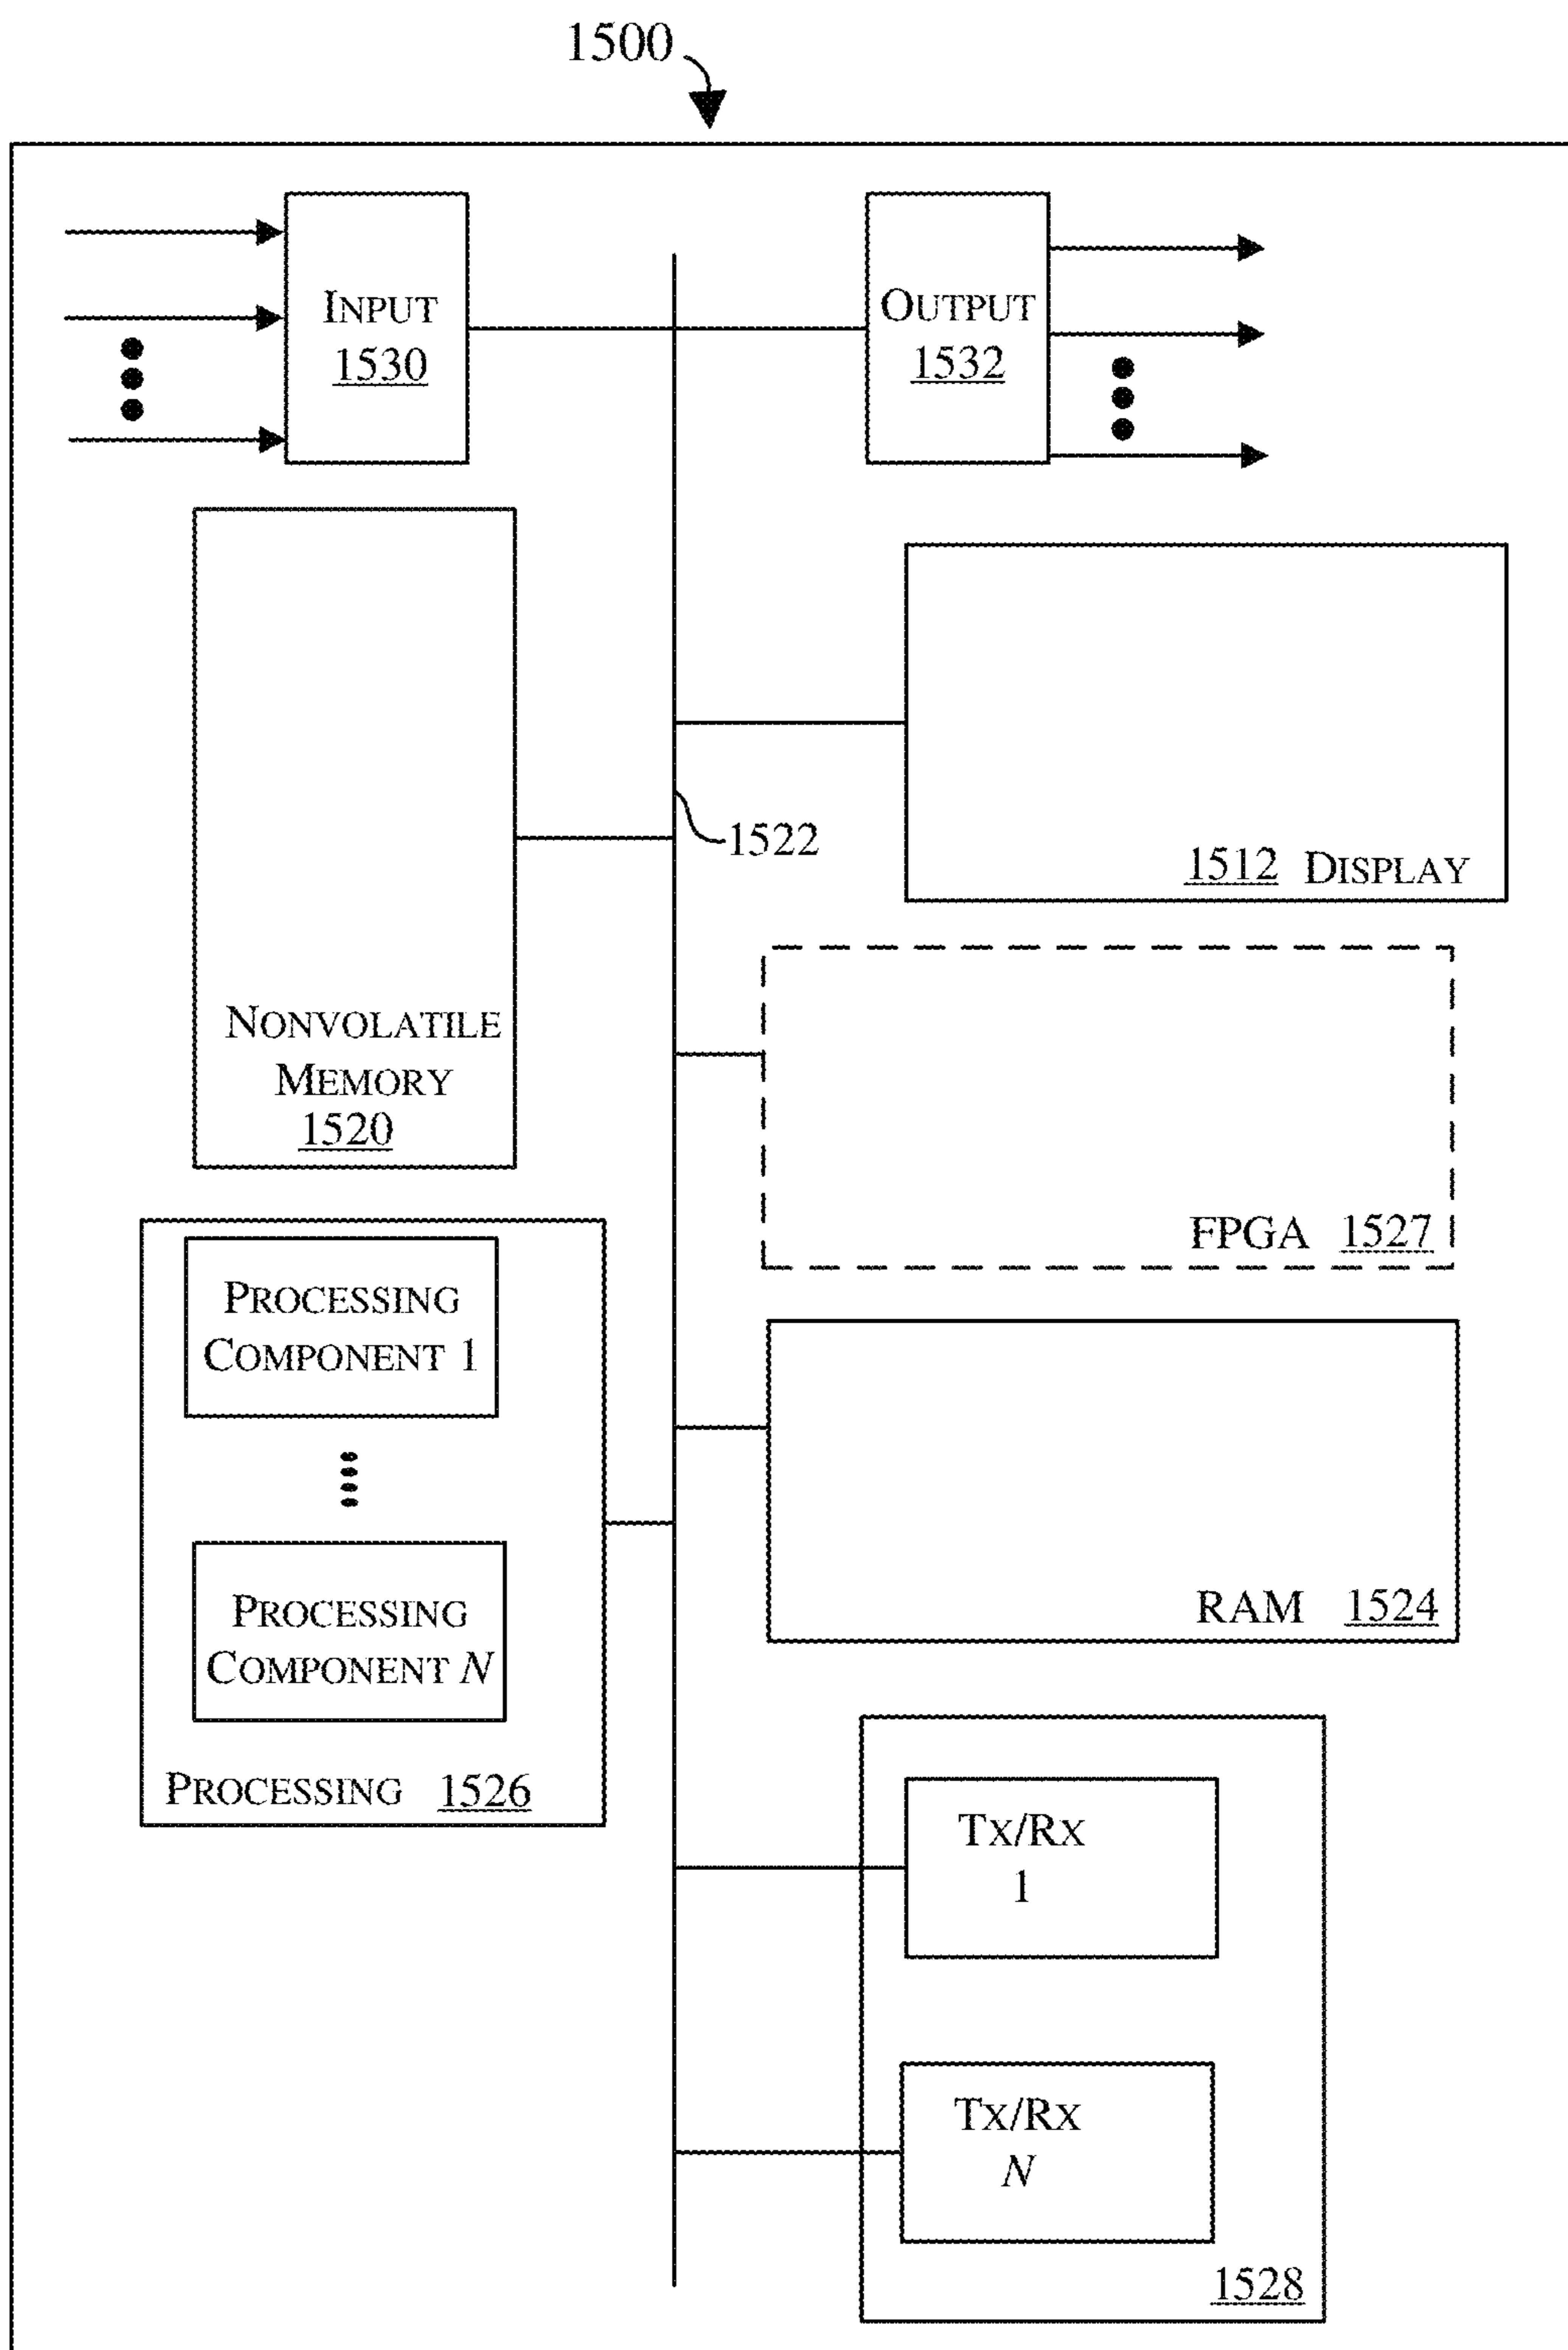 1500
INPUT
1530
OUTPUT
1532
1522
1512 DISPLAY
NONVOLATILE
MEMORY
1520
FPGA 1527
PROCESSING
COMPONENT 1
PROCESSING
COMPONENT N
PROCESSING 1526
RAM 1524
TX/RX
1
TX/RX
N
1528